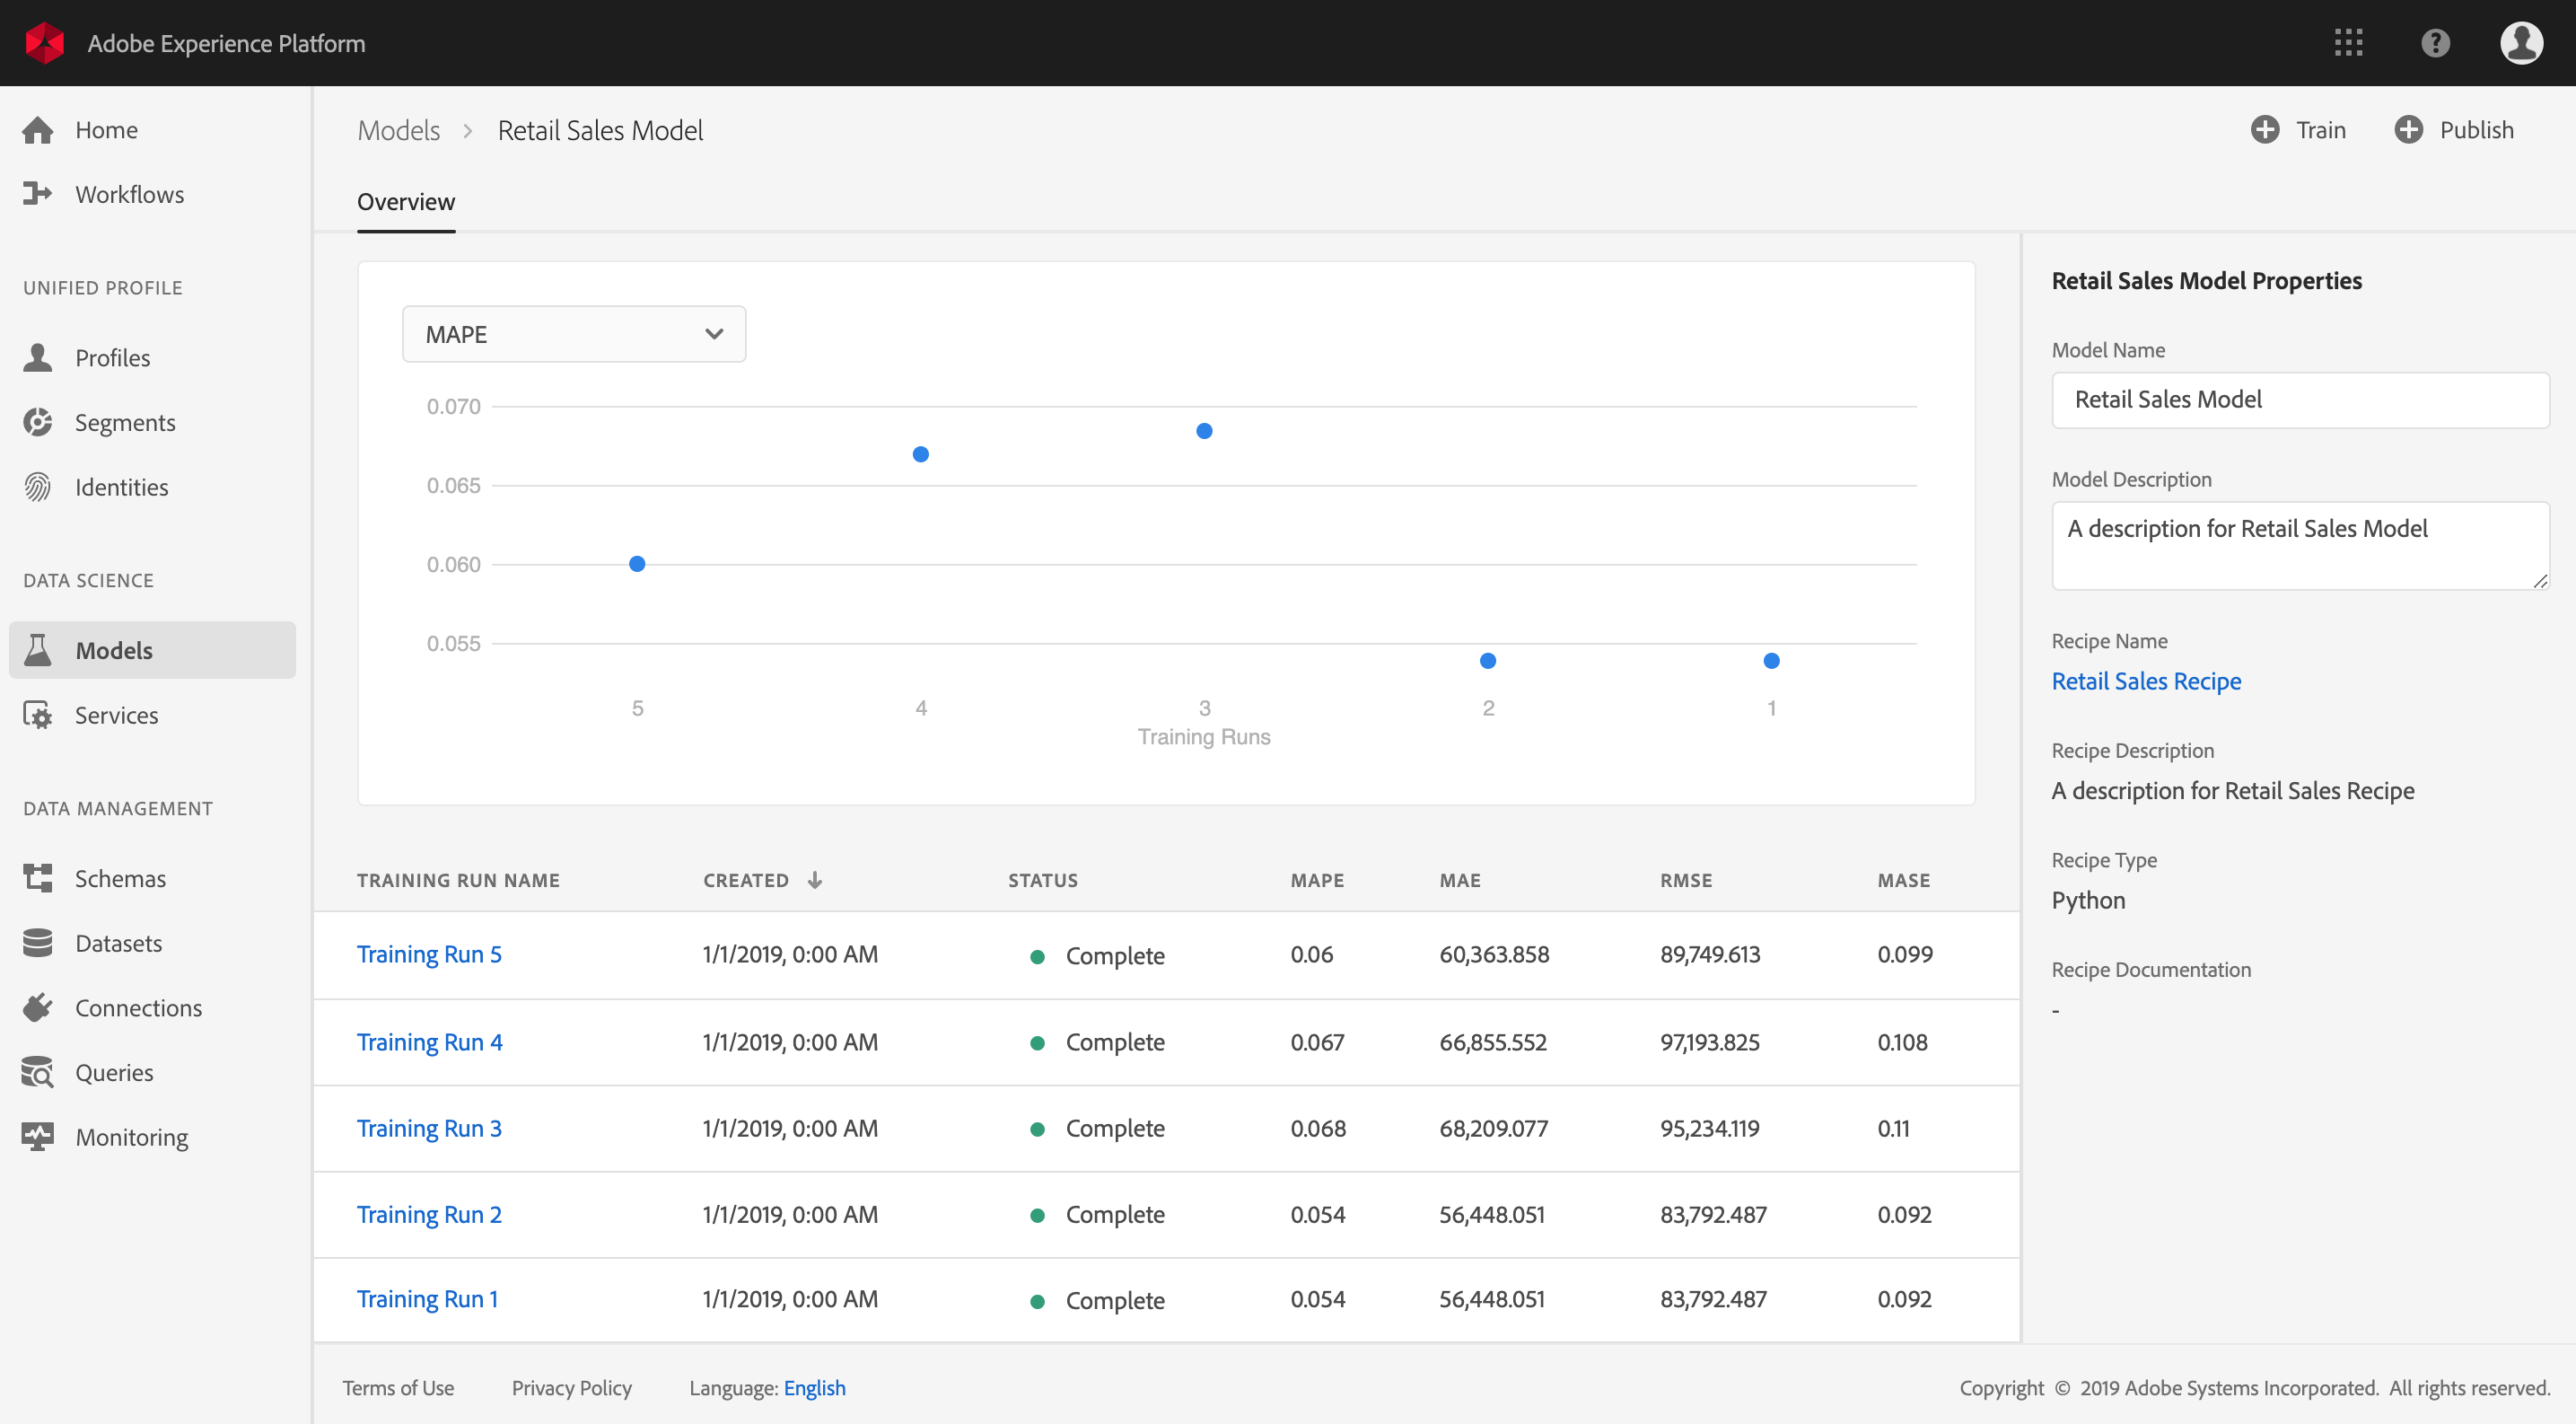 Adobe Experience Platform
Home
Workflows
UNIFIED PROFILE
Profiles
Segments
Identities
DATA SCIENCE
Models
Services
DATA MANAGEMENT
Schemas
Datasets
Connections
Queries
Monitoring
Models > Retail Sales Model
Train
Publish
Overview
MAPE
0.070
0.065
0.060
0.055
5 4 3 2 1
Training Runs
TRAINING RUN NAME CREATED ↓ STATUS MAPE MAE RMSE MASE
Training Run 5 1/1/2019, 0:00 AM Complete 0.06 60,363.858 89,749.613 0.099
Training Run 4 1/1/2019, 0:00 AM Complete 0.067 66,855.552 97,193.825 0.108
Training Run 3 1/1/2019, 0:00 AM Complete 0.068 68,209.077 95,234.119 0.11
Training Run 2 1/1/2019, 0:00 AM Complete 0.054 56,448.051 83,792.487 0.092
Training Run 1 1/1/2019, 0:00 AM Complete 0.054 56,448.051 83,792.487 0.092
Retail Sales Model Properties
Model Name
Retail Sales Model
Model Description
A description for Retail Sales Model
Recipe Name
Retail Sales Recipe
Recipe Description
A description for Retail Sales Recipe
Recipe Type
Python
Recipe Documentation
-
Terms of Use Privacy Policy Language: English
Copyright © 2019 Adobe Systems Incorporated. All rights reserved.